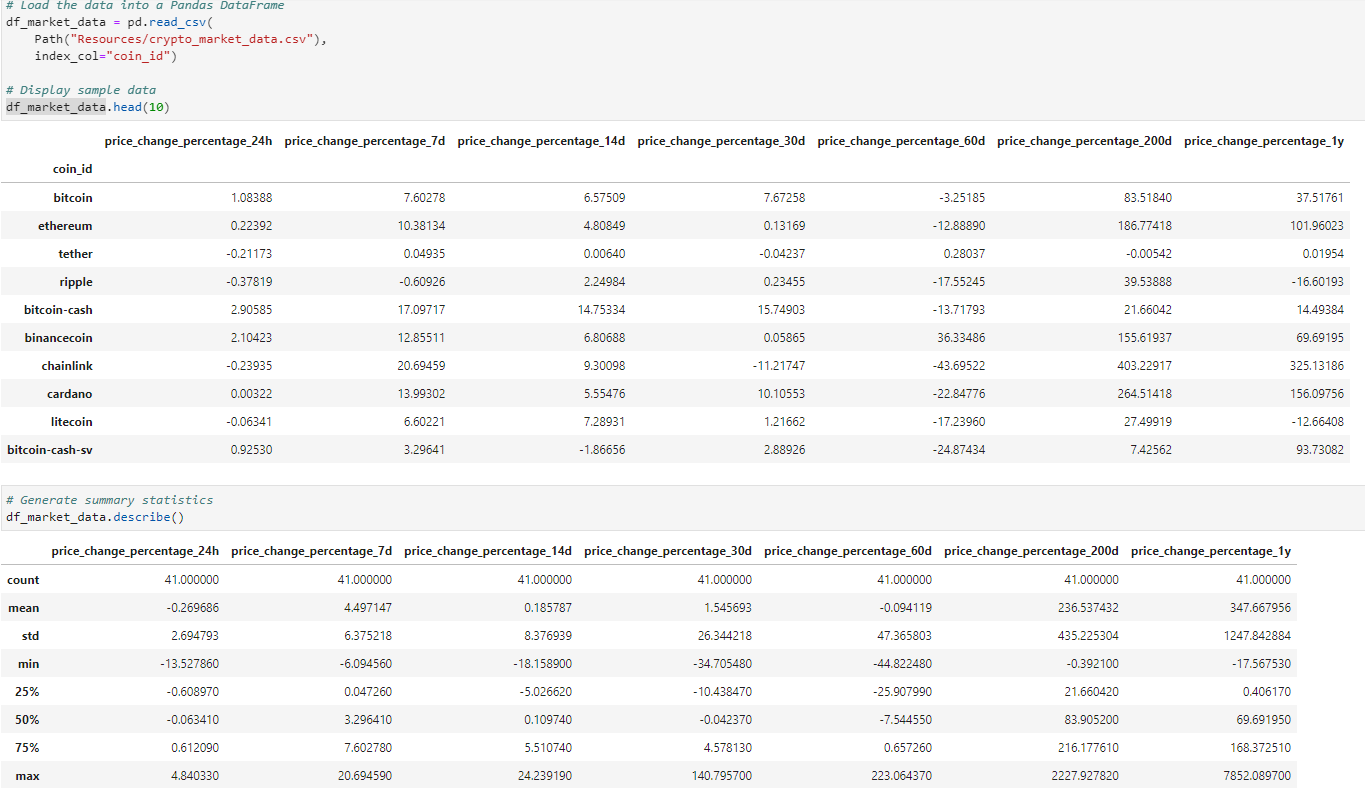 # Load the data into a Pandas DataFrame
df_market_data = pd.read_csv(
    Path("Resources/crypto_market_data.csv"),
    index_col="coin_id")
# Display sample data
df_market_data.head(10)
price_change_percentage_24h price_change_percentage_7d price_change_percentage_14d price_change_percentage_30d price_change_percentage_60d price_change_percentage_200d price_change_percentage_1y
coin_id
bitcoin 1.08388 7.60278 6.57509 7.67258 -3.25185 83.51840 37.51761
ethereum 0.22392 10.38134 4.80849 0.13169 -12.88890 186.77418 101.96023
tether -0.21173 0.04935 0.00640 -0.04237 0.28037 -0.00542 0.01954
ripple -0.37819 -0.60926 2.24984 0.23455 -17.55245 39.53888 -16.60193
bitcoin-cash 2.90585 17.09717 14.75334 15.74903 -13.71793 21.66042 14.49384
binancecoin 2.10423 12.85511 6.80688 0.05865 36.33486 155.61937 69.69195
chainlink -0.23935 20.69459 9.30098 -11.21747 -43.69522 403.22917 325.13186
cardano 0.00322 13.99302 5.55476 10.10553 -22.84776 264.51418 156.09756
litecoin -0.06341 6.60221 7.28931 1.21662 -17.23960 27.49919 -12.66408
bitcoin-cash-sv 0.92530 3.29641 -1.86656 2.88926 -24.87434 7.42562 93.73082
# Generate summary statistics
df_market_data.describe()
price_change_percentage_24h price_change_percentage_7d price_change_percentage_14d price_change_percentage_30d price_change_percentage_60d price_change_percentage_200d price_change_percentage_1y
count 41.000000 41.000000 41.000000 41.000000 41.000000 41.000000 41.000000
mean -0.269686 4.497147 0.185787 1.545693 -0.094119 236.537432 347.667956
std 2.694793 6.375218 8.376939 26.344218 47.365803 435.225304 1247.842884
min -13.527860 -6.094560 -18.158900 -34.705480 -44.822480 -0.392100 -17.567530
25% -0.608970 0.047260 -5.026620 -10.438470 -25.907990 21.660420 0.406170
50% -0.063410 3.296410 0.109740 -0.042370 -7.544550 83.905200 69.691950
75% 0.612090 7.602780 5.510740 4.578130 0.657260 216.177610 168.372510
max 4.840330 20.694590 24.239190 140.795700 223.064370 2227.927820 7852.089700